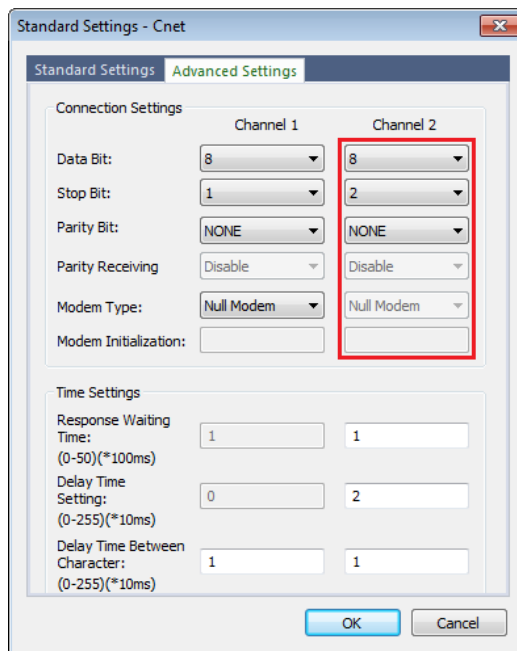 Standard Settings - Cnet
Standard Settings Advanced Settings
Connection Settings
Channel 1 Channel 2
Data Bit: 8 8
Stop Bit: 1 2
Parity Bit: NONE NONE
Parity Receiving Disable Disable
Modem Type: Null Modem Null Modem
Modem Initialization:
Time Settings
Response Waiting
Time: 1 1
(0-50)(*100ms)
Delay Time
Setting: 0 2
(0-255)(*10ms)
Delay Time Between
Character: 1 1
(0-255)(*10ms)
OK Cancel